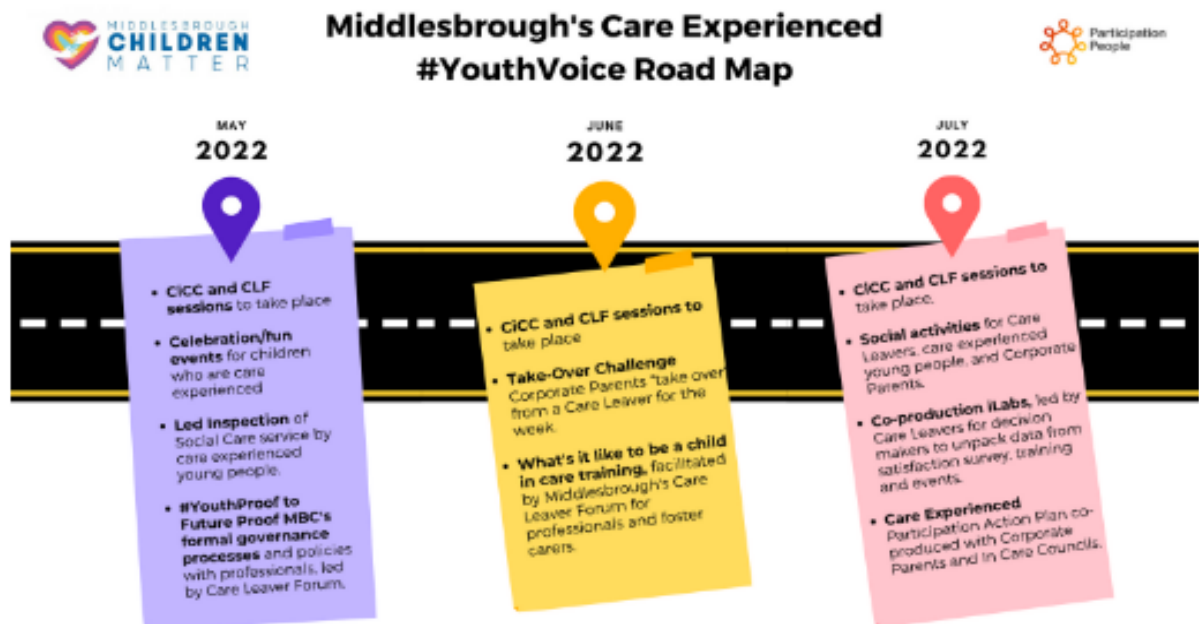 MIDDLESBROUGH
CHILDREN
MATTER
Middlesbrough's Care Experienced
#YouthVoice Road Map
Participation
People
MAY
2022
JUNE
2022
JULY
2022
• CiCC and CLF
sessions to take place
• Celebration/fun
events for children
who are care
experienced
• Led Inspection of
Social Care service by
care experienced
young people.
• #YouthProof to
Future Proof MBC's
formal governance
processes and policies
with professionals, led
by Care Leaver Forum.
• CiCC and CLF sessions to
take place
• Take-Over Challenge
Corporate Parents "take over"
from a Care Leaver for the
week.
• What's it like to be a child
in care training, facilitated
by Middlesbrough's Care
Leaver Forum for
professionals and foster
carers.
• CiCC and CLF sessions to
take place.
• Social activities for Care
Leavers, care experienced
young people, and Corporate
Parents.
• Co-production iLabs, led by
Care Leavers for decision
makers to unpack data from
satisfaction survey, training
and events.
• Care Experienced
Participation Action Plan co-
produced with Corporate
Parents and In Care Councils.